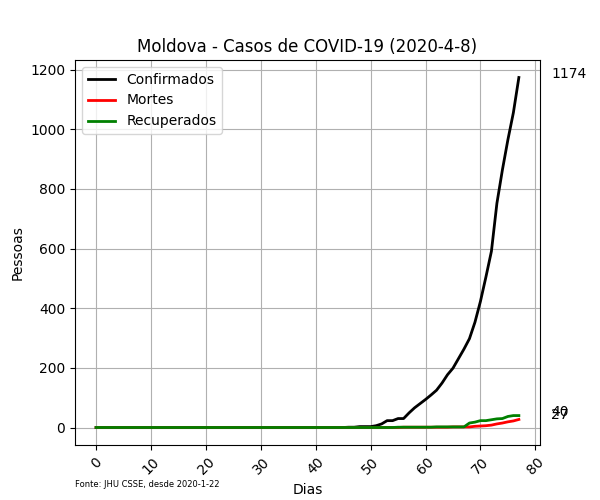 Moldova - Casos de COVID-19 (2020-4-8)
Confirmados
Mortes
Recuperados
1200
1000
800
600
400
200
0
Pessoas
1174
40
27
0
10
20
30
40
50
60
70
80
Dias
Fonte: JHU CSSE, desde 2020-1-22